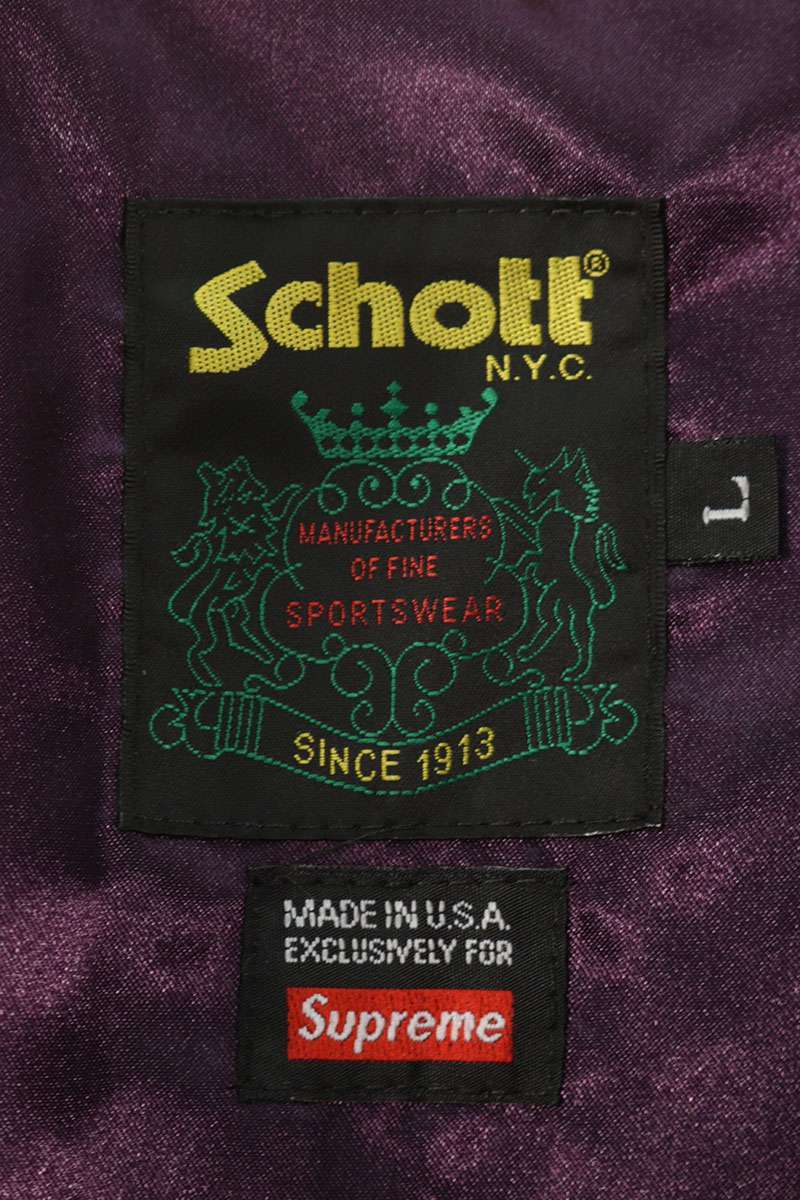 Schott®
N.Y.C.
MANUFACTURERS
OF FINE
SPORTSWEAR
SINCE 1913
L
MADE IN U.S.A.
EXCLUSIVELY FOR
Supreme